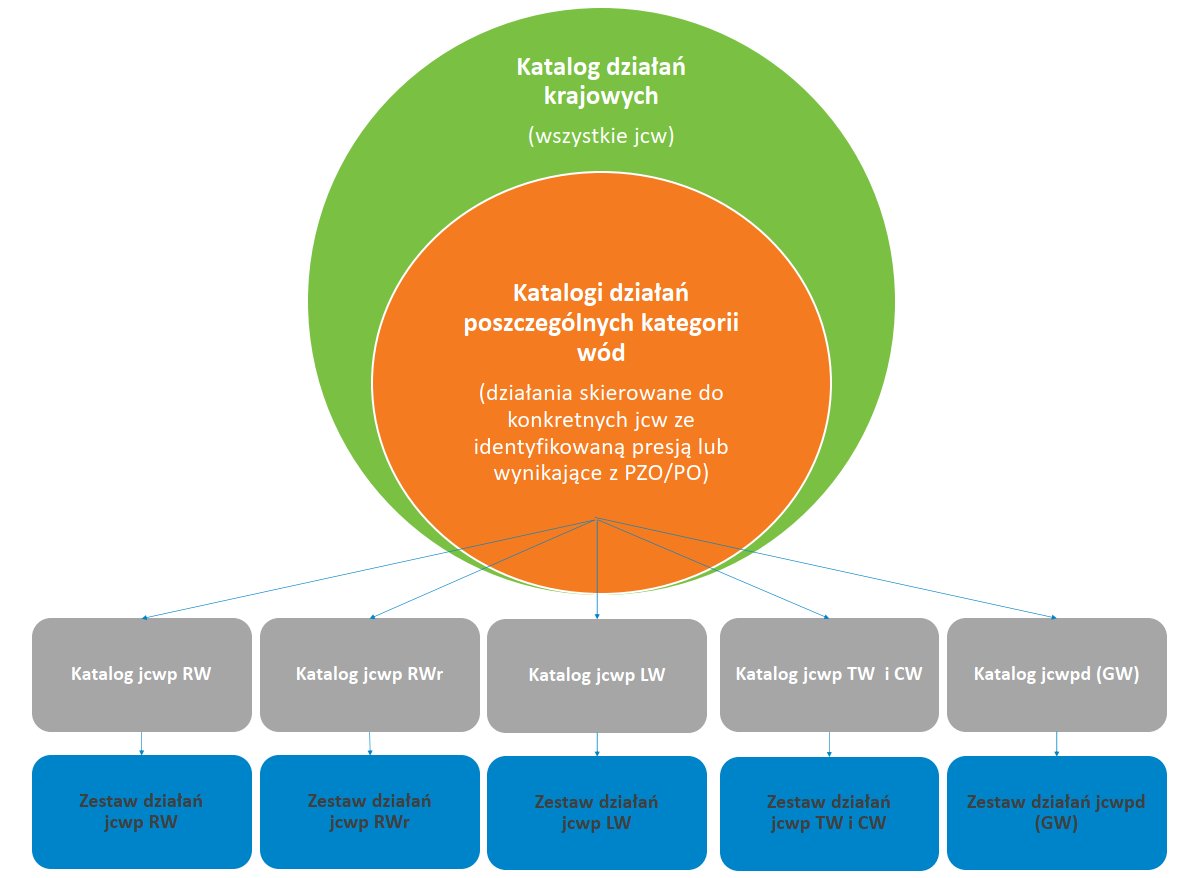 Katalog działań
krajowych
(wszystkie jcw)
Katalogi działań
poszczególnych kategorii
wód
(działania skierowane do
konkretnych jcw ze
identyfikowaną presją lub
wynikające z PZO/PO)
Katalog jcwp RW
Katalog jcwp RWr
Katalog jcwp LW
Katalog jcwp TW  i CW
Katalog jcwpd (GW)
Zestaw działań
jcwp RW
Zestaw działań
jcwp RWr
Zestaw działań
jcwp LW
Zestaw działań
jcwp TW i CW
Zestaw działań jcwpd
(GW)